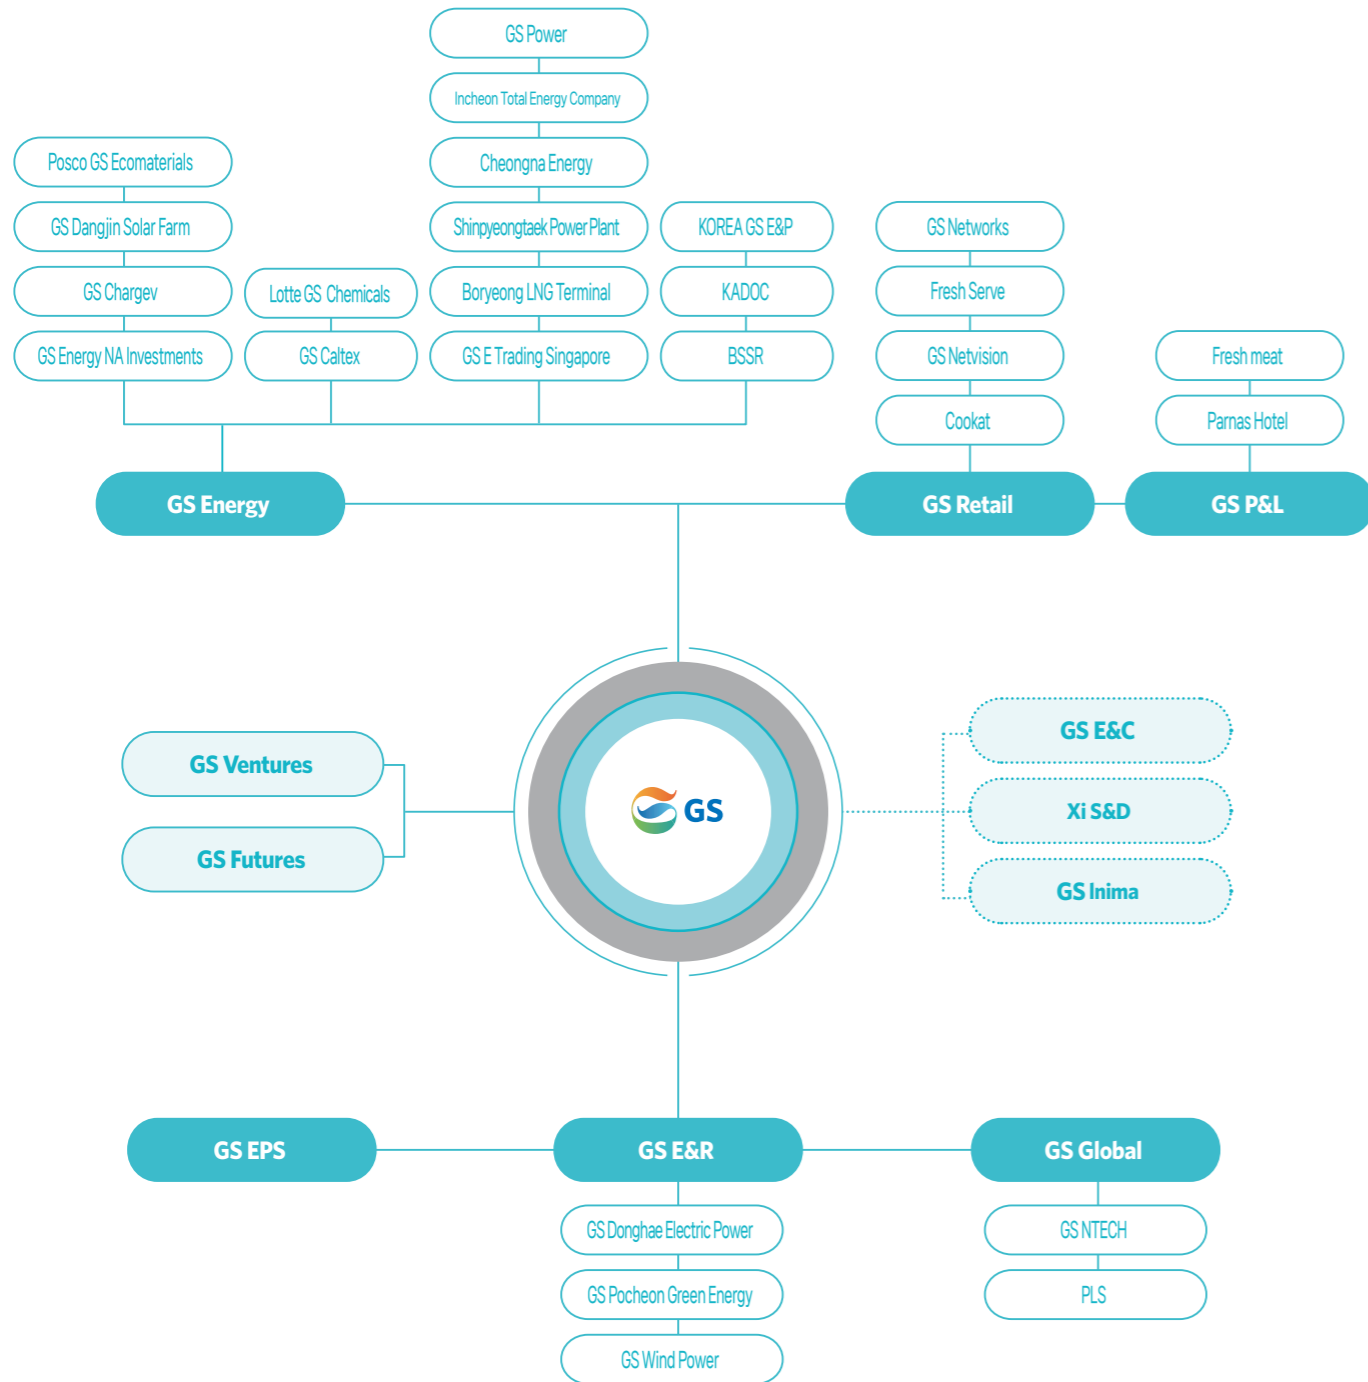 GS Power
Incheon Total Energy Company
Cheongna Energy
Posco GS Ecomaterials
GS Dangjin Solar Farm
Shinpyeongtaek Power Plant
KOREA GS E&P
GS Networks
GS Chargev
Lotte GS Chemicals
Boryeong LNG Terminal
KADOC
Fresh Serve
GS Energy NA Investments
GS Caltex
GS E Trading Singapore
BSSR
GS Netvision
Fresh meat
Cookat
Parnas Hotel
GS Energy
GS Retail
GS P&L
GS Ventures
GS Futures
GS
GS E&C
Xi S&D
GS Inima
GS EPS
GS E&R
GS Global
GS Donghae Electric Power
GS NTECH
GS Pocheon Green Energy
PLS
GS Wind Power